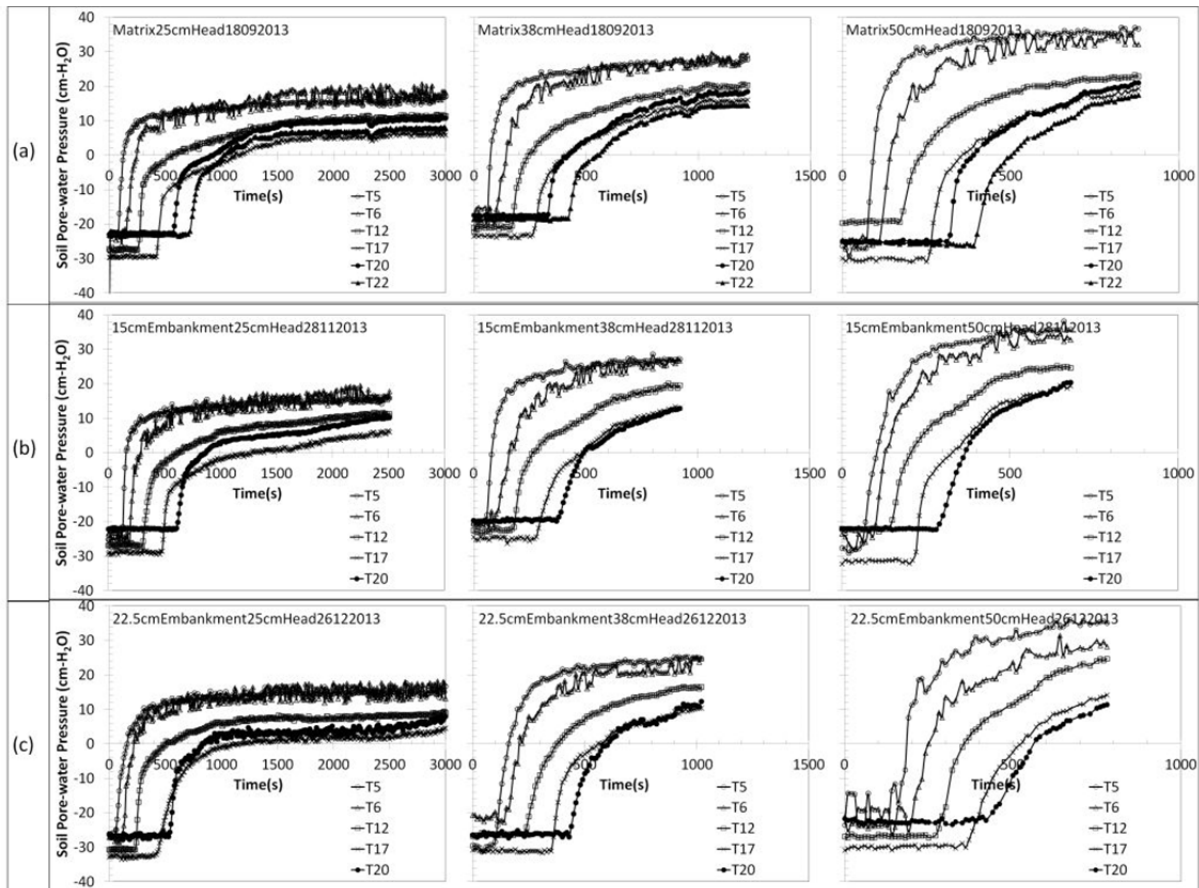 (a)
Soil Pore-water Pressure (cm-H2O)
40
30
20
10
0
-10
-20
-30
-40
Matrix25cmHead18092013
0
500
1000
1500
2000
2500
3000
Time(s)
T5
T6
T12
T17
T20
T22
Matrix38cmHead18092013
0
500
1000
1500
Time(s)
T5
T6
T12
T17
T20
T22
Matrix50cmHead18092013
0
500
1000
Time(s)
T5
T6
T12
T17
T20
T22
(b)
Soil Pore-water Pressure (cm-H2O)
40
30
20
10
0
-10
-20
-30
-40
15cmEmbankment25cmHead28112013
0
500
1000
1500
2000
2500
3000
Time(s)
T5
T6
T12
T17
T20
15cmEmbankment38cmHead28112013
0
500
1000
1500
Time(s)
T5
T6
T12
T17
T20
15cmEmbankment50cmHead28112013
0
500
1000
Time(s)
T5
T6
T12
T17
T20
(c)
Soil Pore-water Pressure (cm-H2O)
40
30
20
10
0
-10
-20
-30
-40
22.5cmEmbankment25cmHead26122013
0
500
1000
1500
2000
2500
3000
Time(s)
T5
T6
T12
T17
T20
22.5cmEmbankment38cmHead26122013
0
500
1000
1500
Time(s)
T5
T6
T12
T17
T20
22.5cmEmbankment50cmHead26122013
0
500
1000
Time(s)
T5
T6
T12
T17
T20